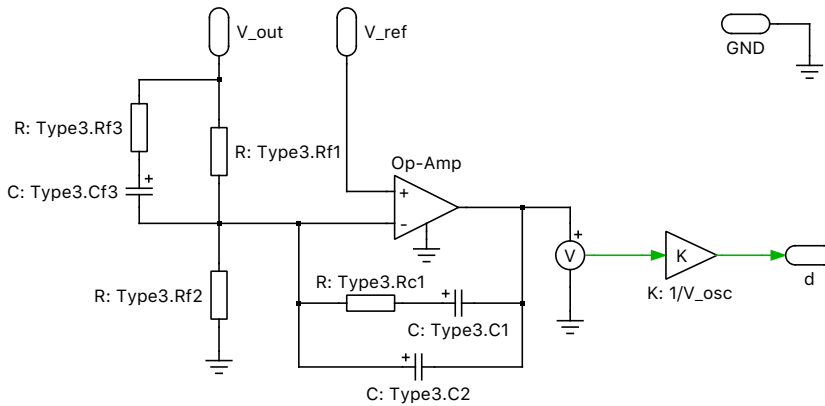 V_out
V_ref
GND
R: Type3.Rf3
R: Type3.Rf1
Op-Amp
C: Type3.Cf3
+
+
-
+
V
K
d
R: Type3.Rf2
R: Type3.Rc1
+
K: 1/V_osc
C: Type3.C1
+
C: Type3.C2